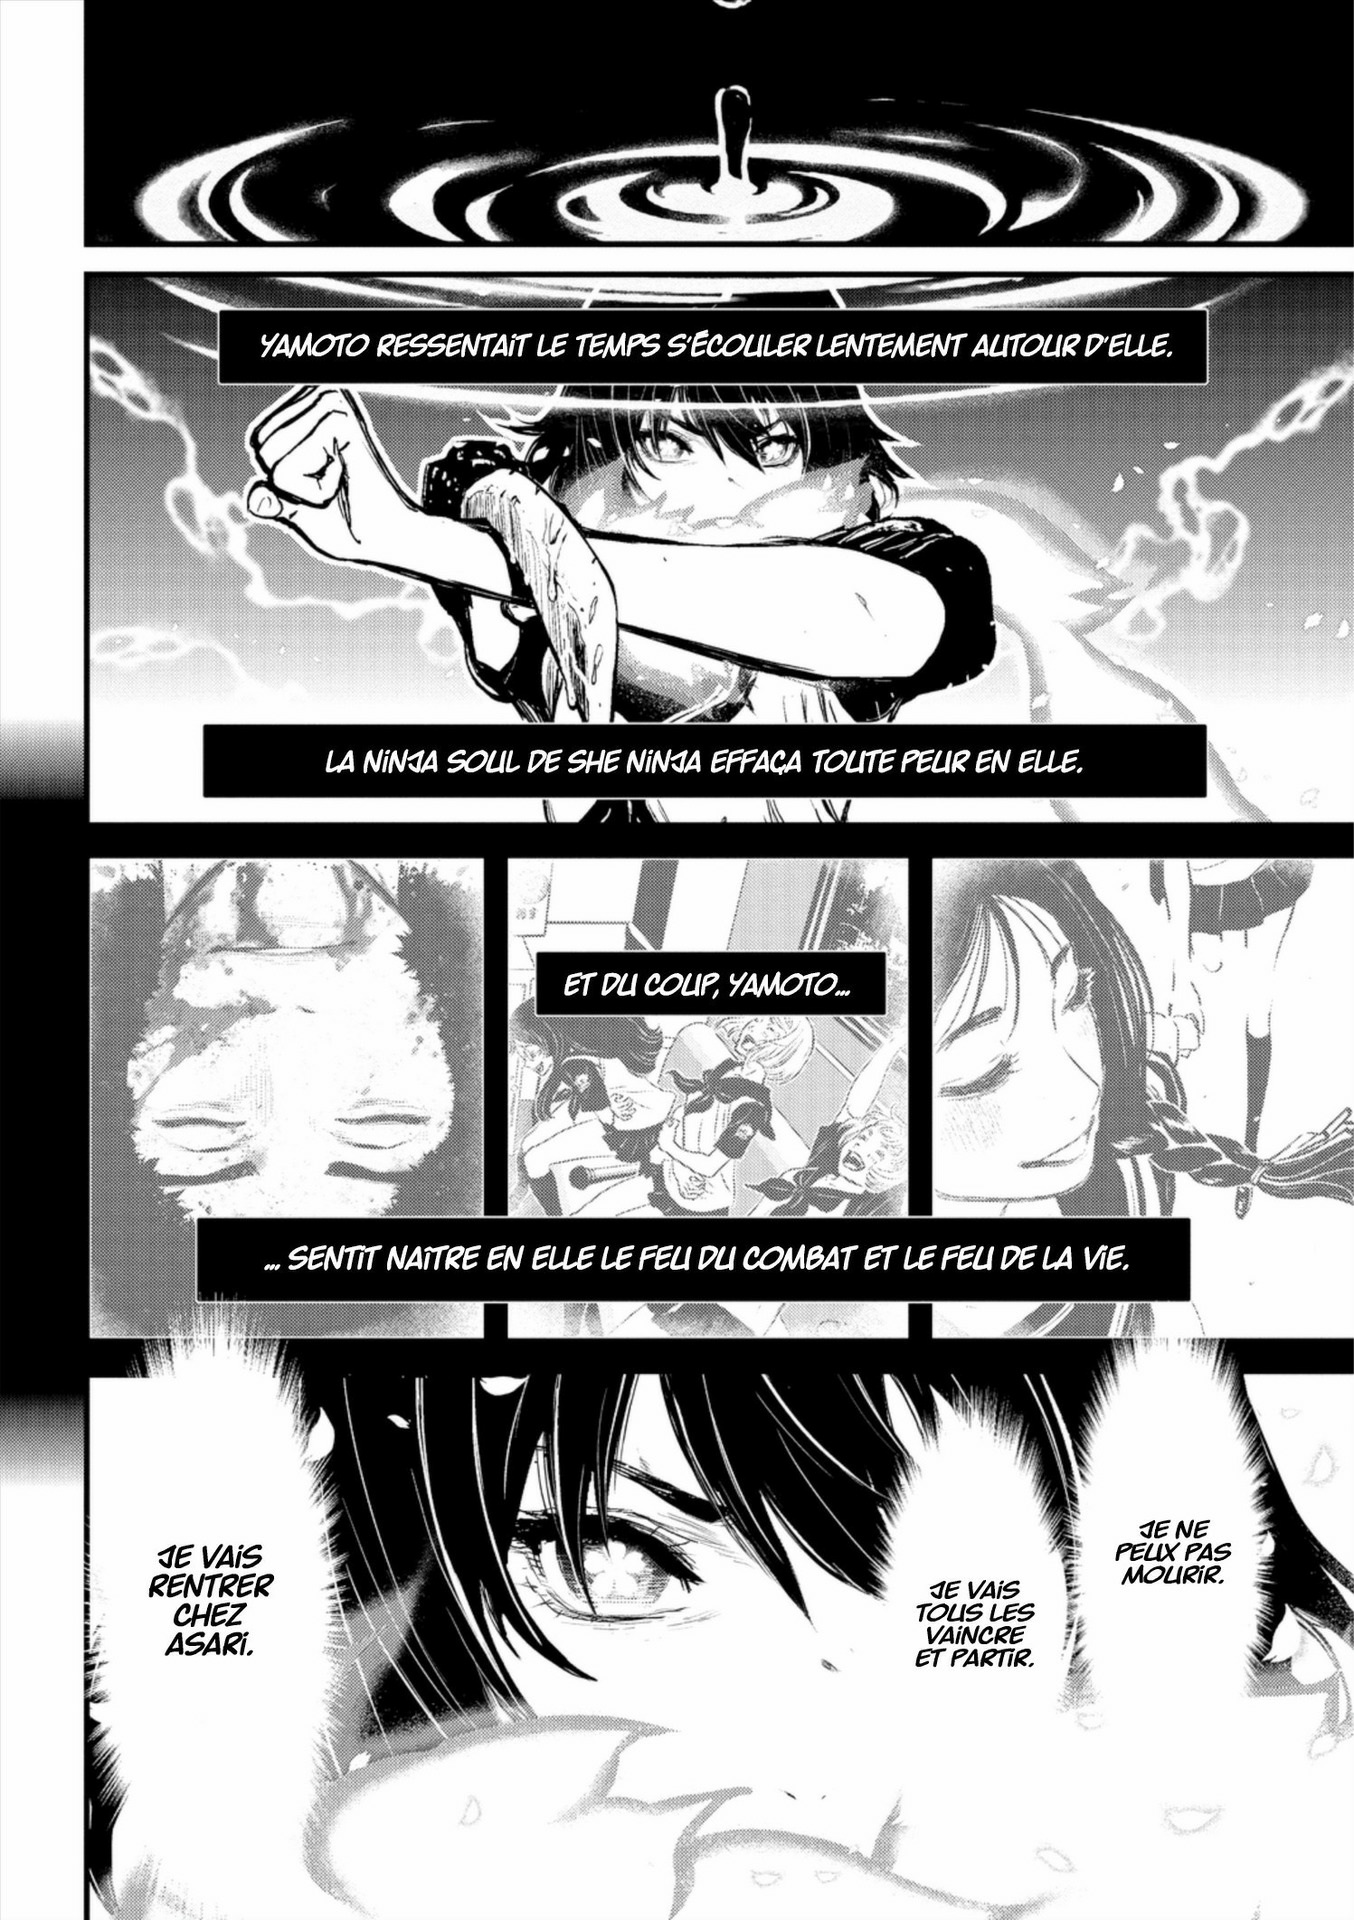 YAMOTO RESSENTAIT LE TEMPS S'ÉCOULER LENTEMENT AUTOUR D'ELLE.
LA NINJA SOUL DE SHE NINJA EFFAÇA TOUTE PEUR EN ELLE.
ET DU COUP, YAMOTO...
... SENTIT NAÎTRE EN ELLE LE FEU DU COMBAT ET LE FEU DE LA VIE.
JE NE
PEUX PAS
MOURIR.
JE VAIS
TOUS LES
VAINCRE
ET PARTIR.
JE VAIS
RENTRER
CHEZ
ASARI.